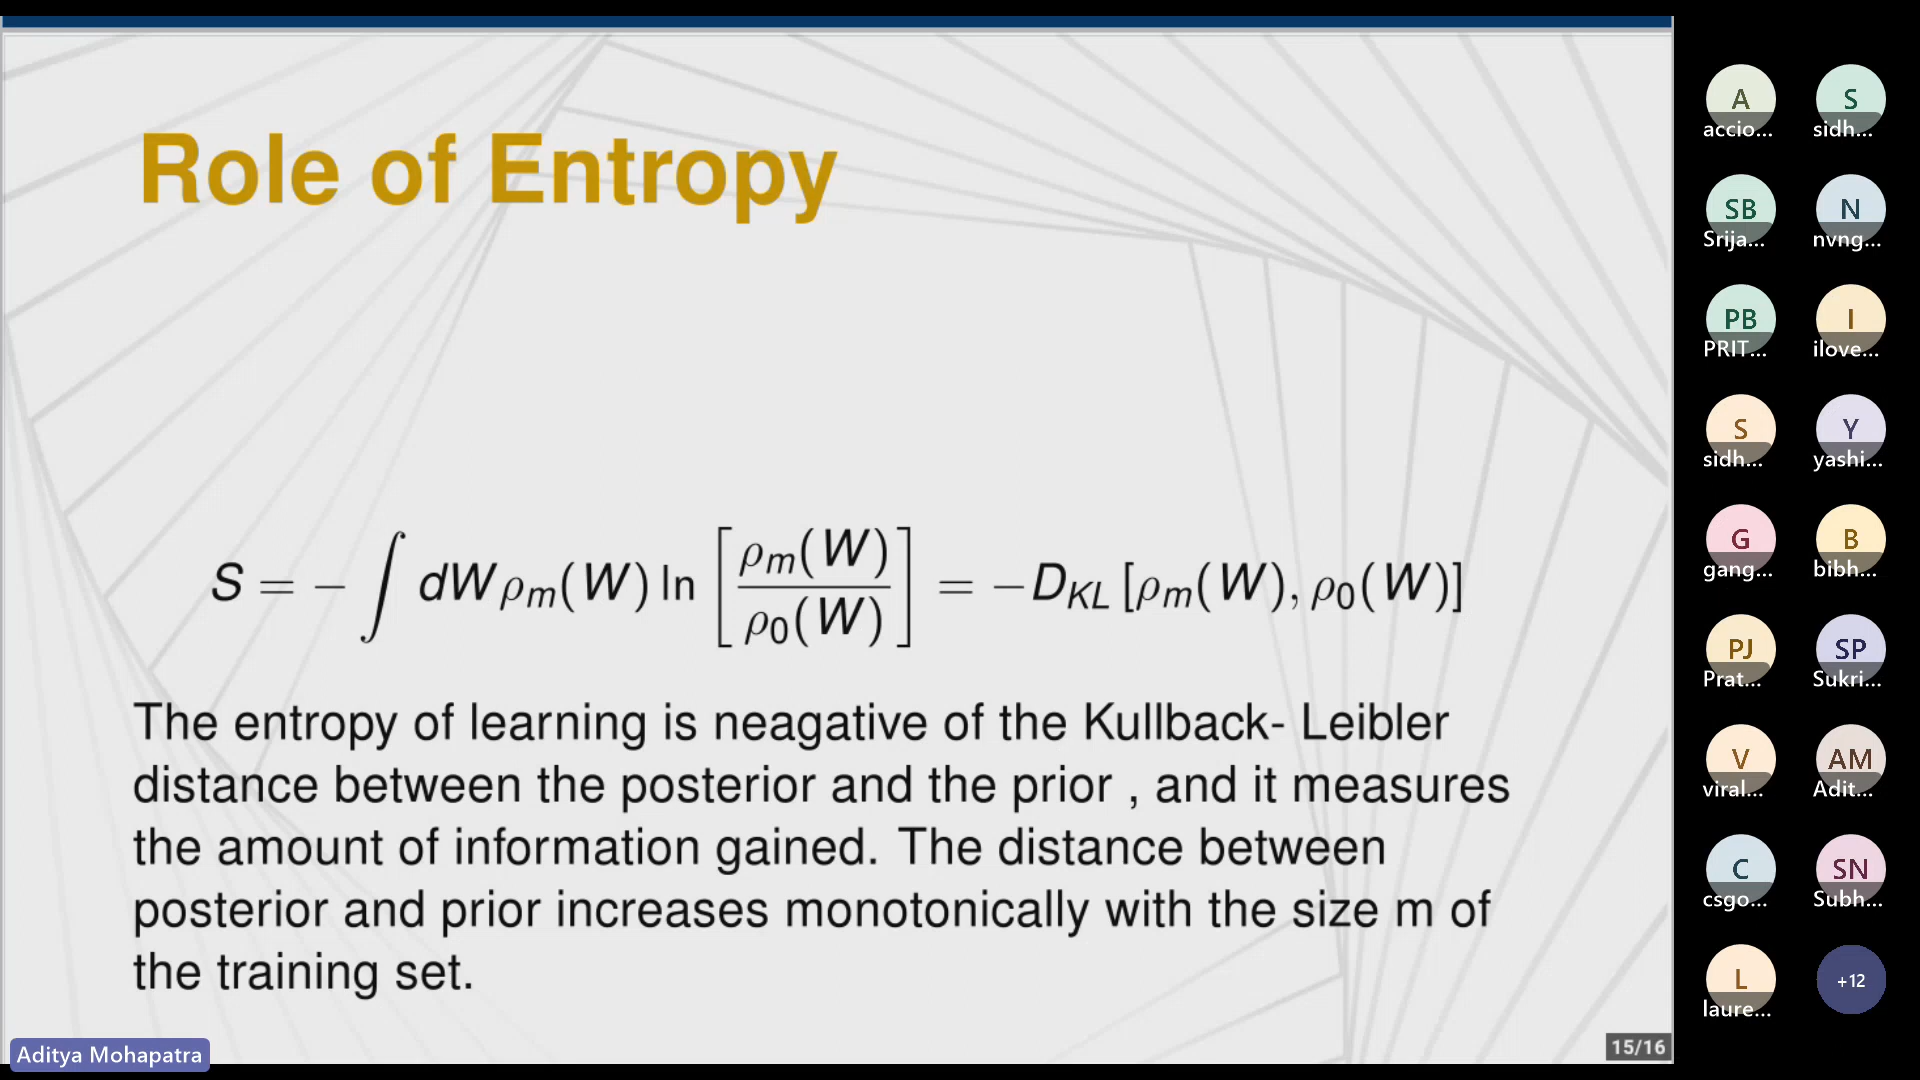 Role of Entropy
S = − ∫ dWρm(W) ln [ρm(W)/ρ0(W)] = −DKL [ρm(W), ρ0(W)]
The entropy of learning is neagative of the Kullback- Leibler
distance between the posterior and the prior , and it measures
the amount of information gained. The distance between
posterior and prior increases monotonically with the size m of
the training set.
Aditya Mohapatra
15/16
A
accio...
S
sidh...
SB
Srija...
N
nvng...
PB
PRIT...
I
ilove...
S
sidh...
Y
yashi...
G
gang...
B
bibh...
PJ
Prat...
SP
Sukri...
V
viral...
AM
Adit...
C
csgo...
SN
Subh...
L
laure...
+12